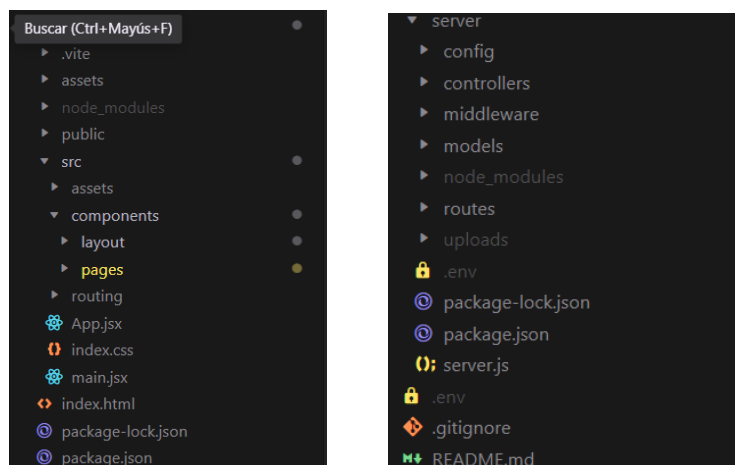 Buscar (Ctrl+Mayús+F)
.vite
assets
node_modules
public
src
assets
components
layout
pages
routing
App.jsx
index.css
main.jsx
index.html
package-lock.json
package.json
server
config
controllers
middleware
models
node_modules
routes
uploads
.env
package-lock.json
package.json
server.js
.env
.gitignore
README.md